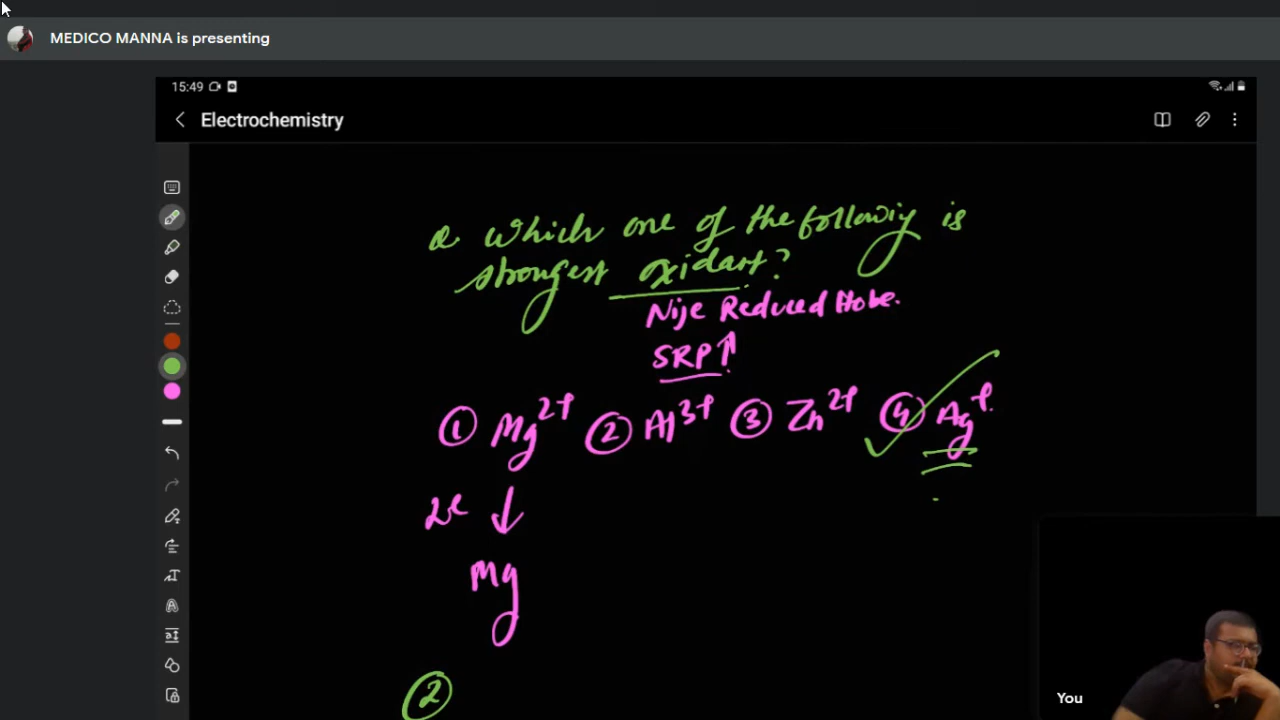 MEDICO MANNA is presenting
15:49
Electrochemistry
Q. Which one of the following is
strongest oxidant?
Nije Reduced Hobe.
SRP↑
① Mg²⁺ ② Al³⁺ ③ Zn²⁺ ④ Ag⁺
2e ↓
Mg
②
You